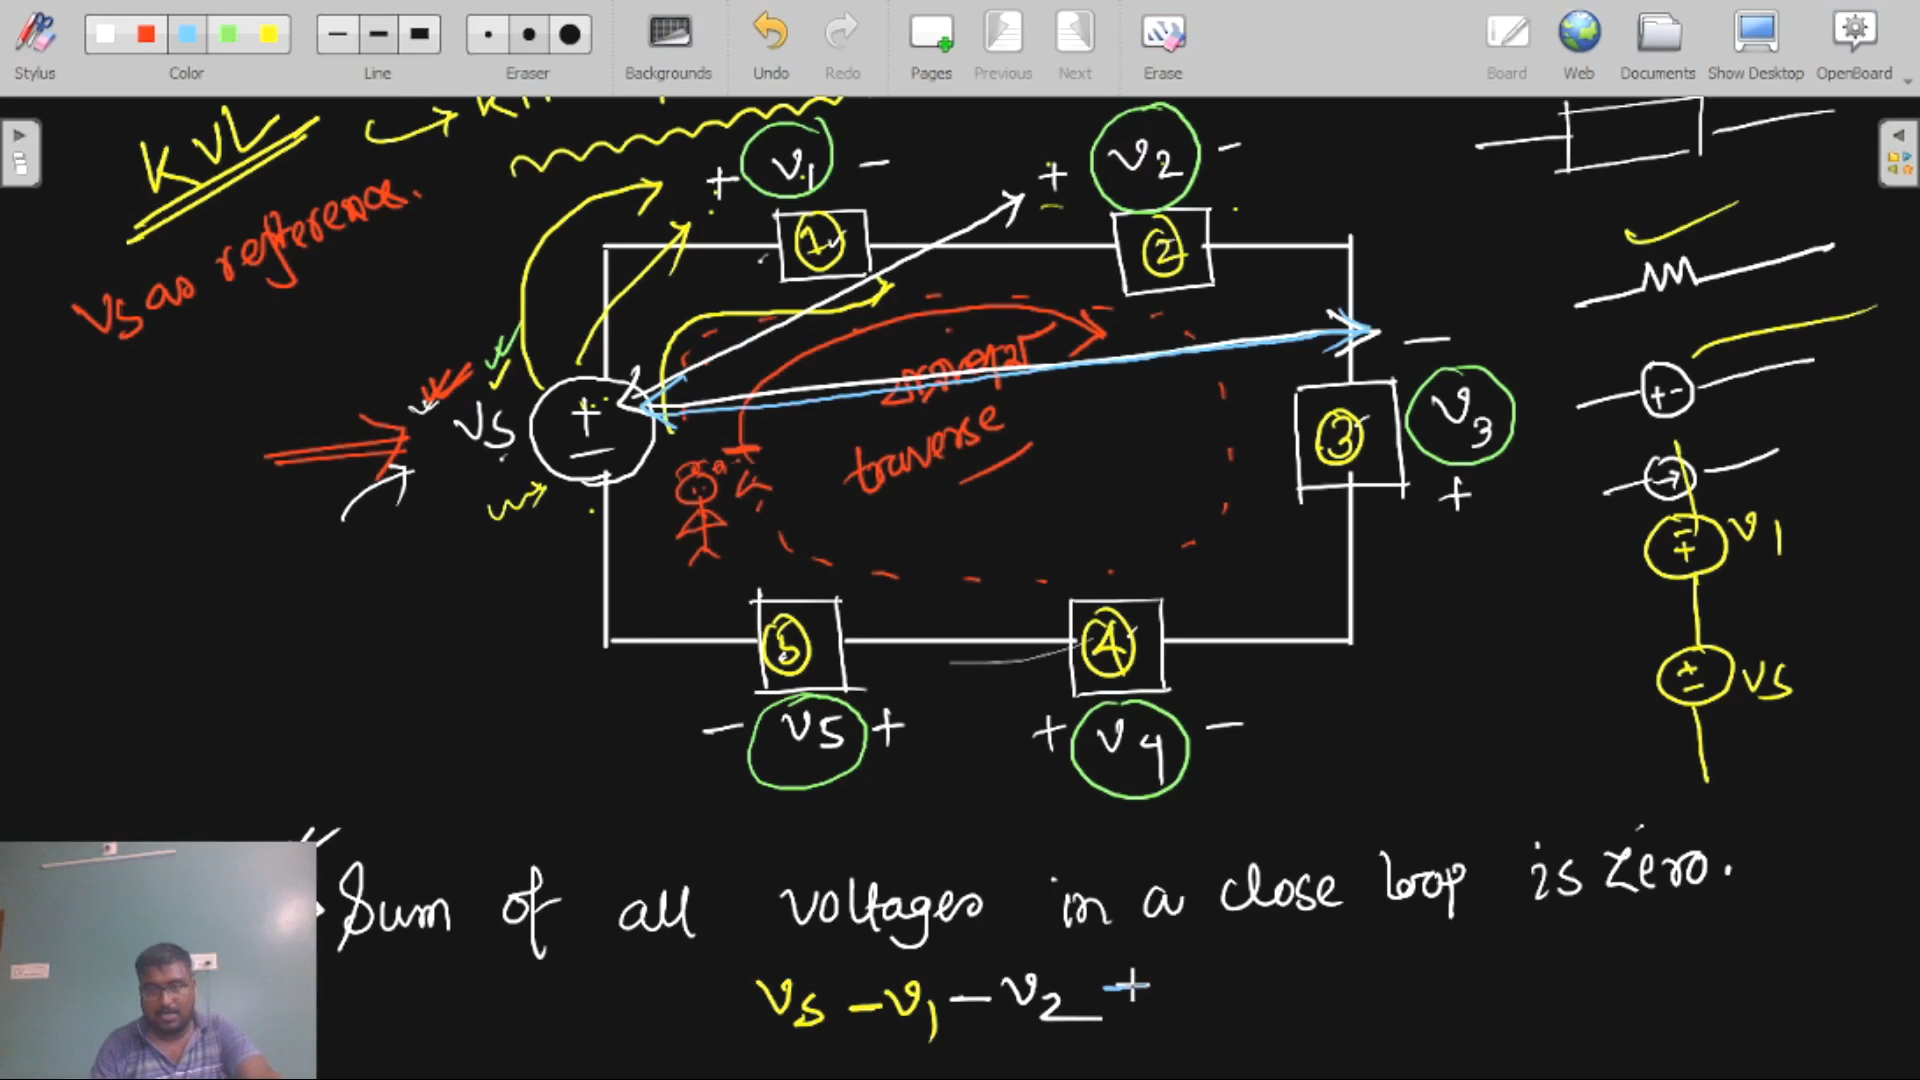 Stylus Color Line Eraser Backgrounds Undo Redo Pages Previous Next Erase Board Web Documents Show Desktop OpenBoard
KVL
Vs as refference.
+ v1 - + v2 -
1 2
Vs + -
traverse
3 - v3 +
+ -
- + v1
+ - Vs
5 4
- v5 + + v4 -
Sum of all voltages in a close loop is zero.
Vs - v1 - v2 +